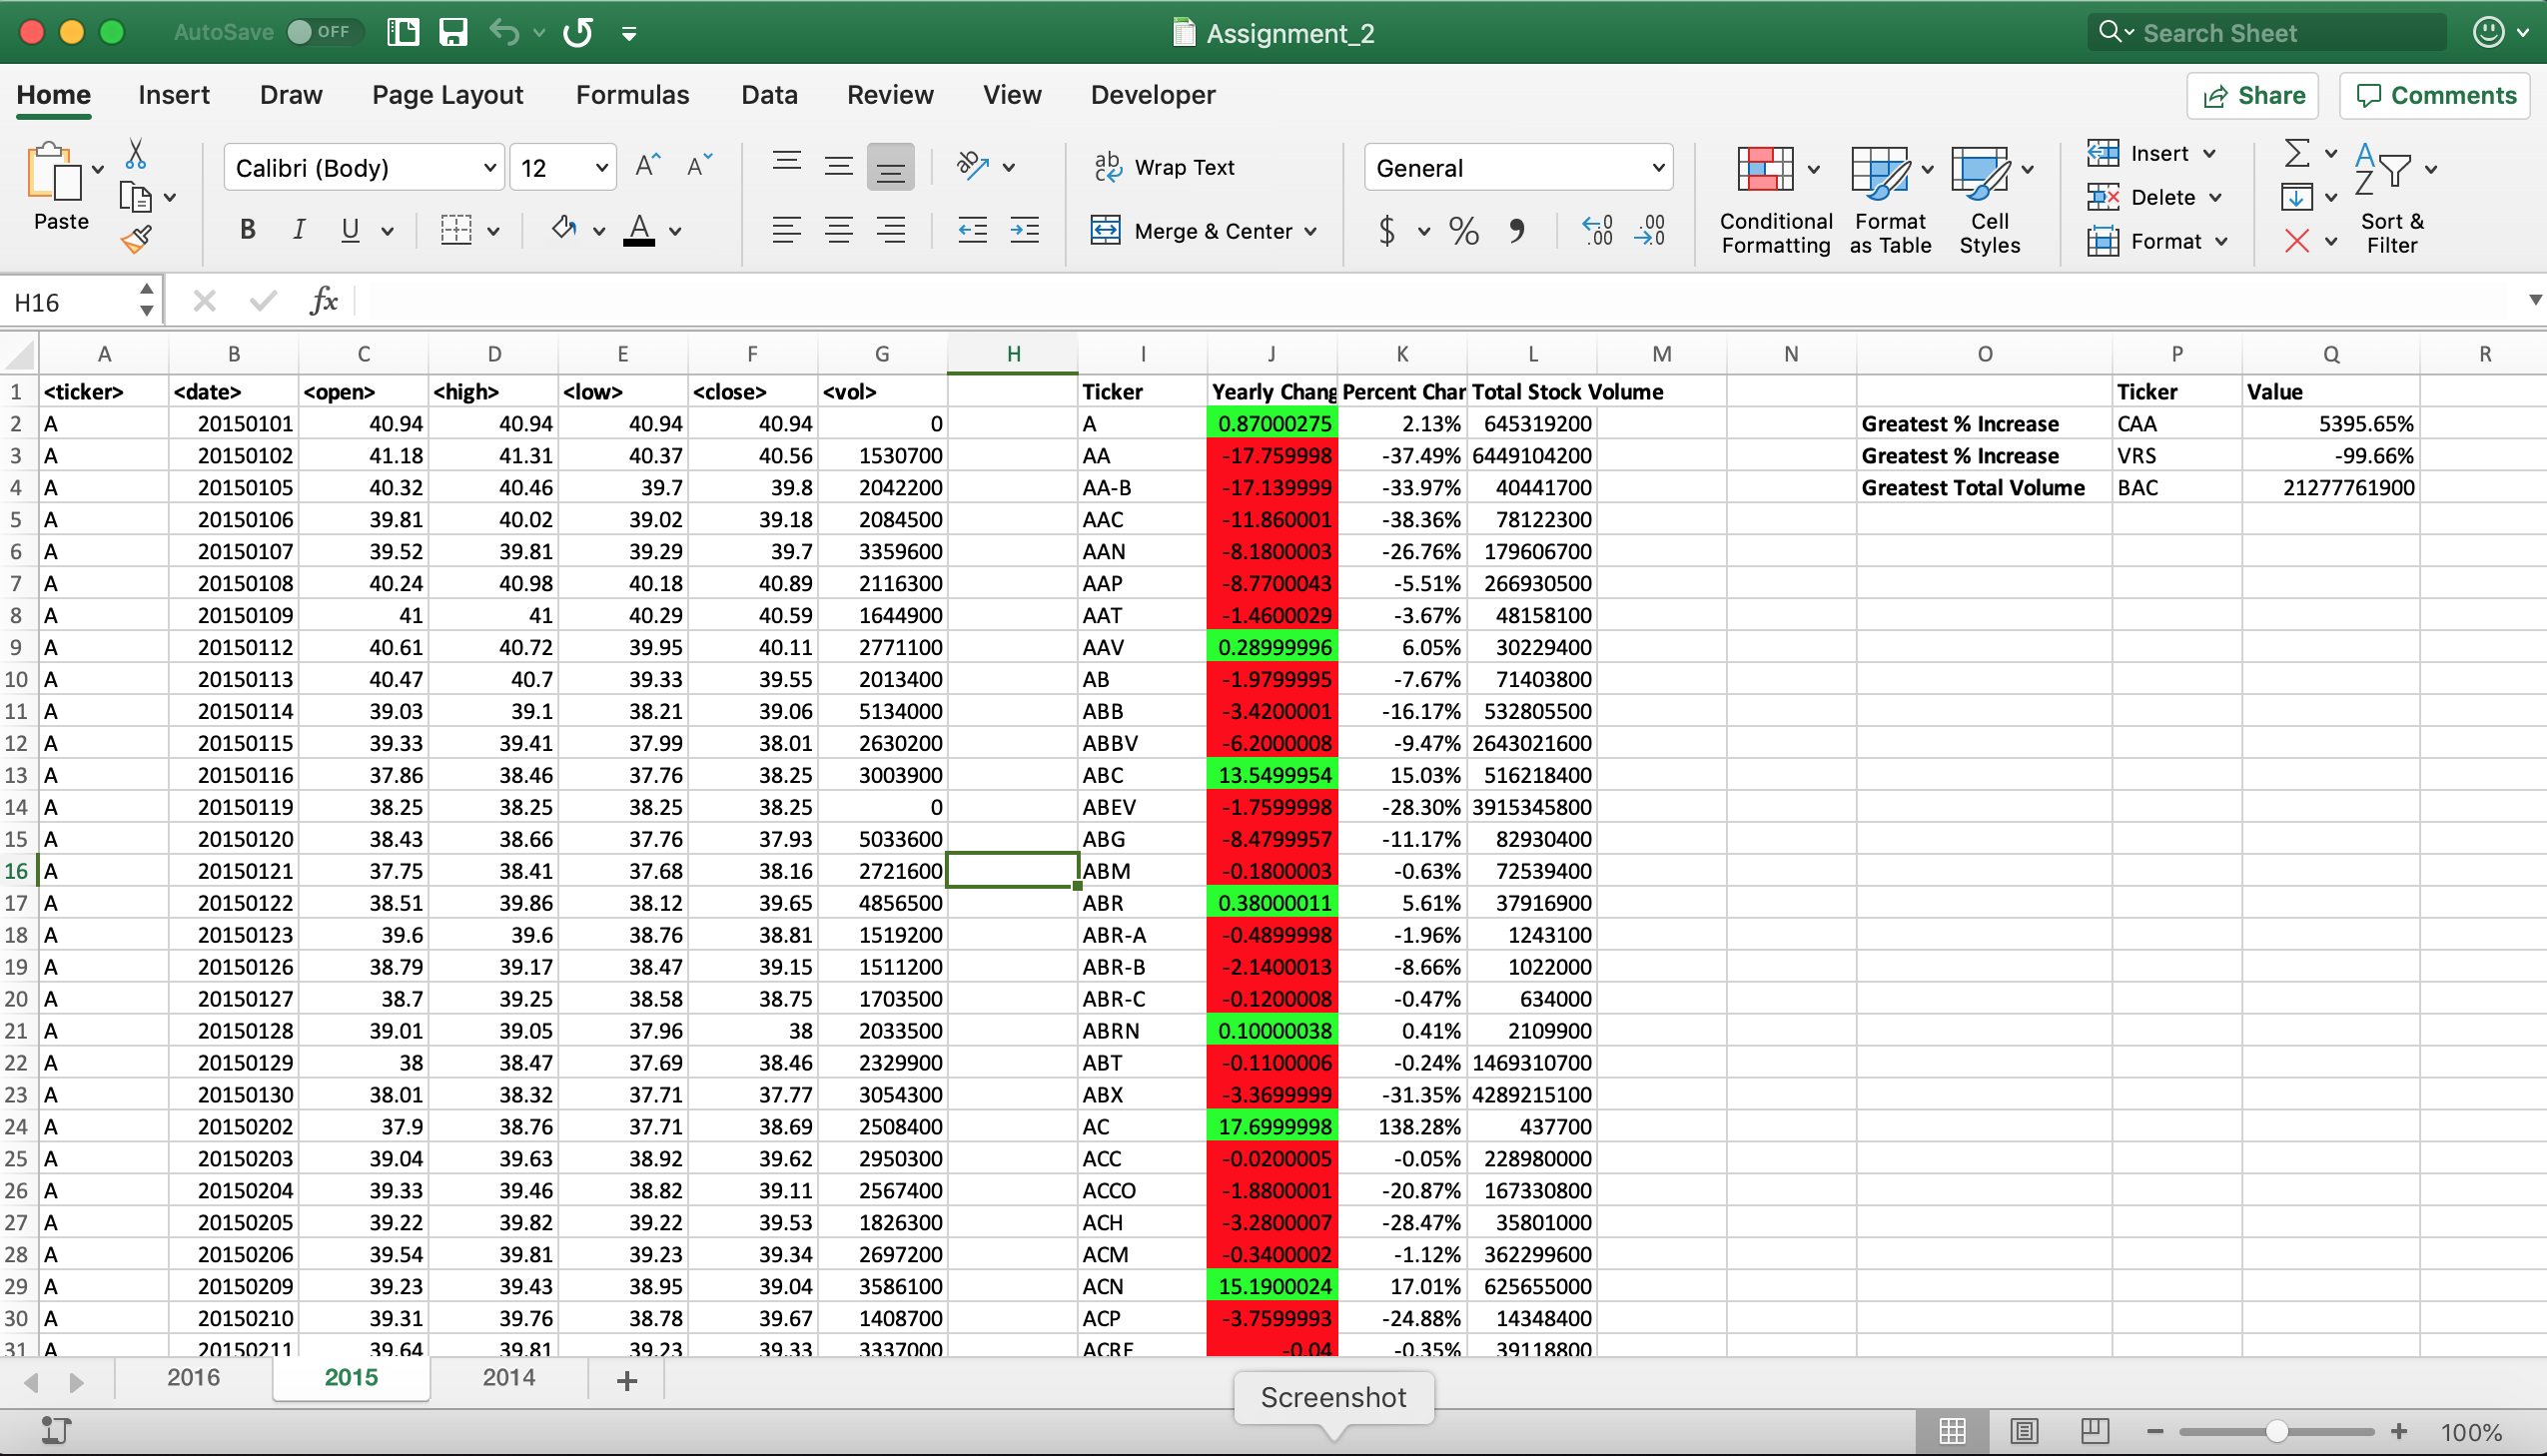 AutoSave OFF Assignment_2 Search Sheet
Home Insert Draw Page Layout Formulas Data Review View Developer Share Comments
Paste Calibri (Body) 12 Wrap Text General Conditional Formatting Format as Table Cell Styles Insert Sort & Filter
B I U Merge & Center $ % Delete
Format
H16 fx
A B C D E F G H I J K L M N O P Q R
1 <ticker> <date> <open> <high> <low> <close> <vol> Ticker Yearly Chang Percent Char Total Stock Volume Ticker Value
2 A 20150101 40.94 40.94 40.94 40.94 0 A 0.87000275 2.13% 645319200 Greatest % Increase CAA 5395.65%
3 A 20150102 41.18 41.31 40.37 40.56 1530700 AA -17.759998 -37.49% 6449104200 Greatest % Increase VRS -99.66%
4 A 20150105 40.32 40.46 39.7 39.8 2042200 AA-B -17.139999 -33.97% 40441700 Greatest Total Volume BAC 21277761900
5 A 20150106 39.81 40.02 39.02 39.18 2084500 AAC -11.860001 -38.36% 78122300
6 A 20150107 39.52 39.81 39.29 39.7 3359600 AAN -8.1800003 -26.76% 179606700
7 A 20150108 40.24 40.98 40.18 40.89 2116300 AAP -8.7700043 -5.51% 266930500
8 A 20150109 41 41 40.29 40.59 1644900 AAT -1.4600029 -3.67% 48158100
9 A 20150112 40.61 40.72 39.95 40.11 2771100 AAV 0.28999996 6.05% 30229400
10 A 20150113 40.47 40.7 39.33 39.55 2013400 AB -1.9799995 -7.67% 71403800
11 A 20150114 39.03 39.1 38.21 39.06 5134000 ABB -3.4200001 -16.17% 532805500
12 A 20150115 39.33 39.41 37.99 38.01 2630200 ABBV -6.2000008 -9.47% 2643021600
13 A 20150116 37.86 38.46 37.76 38.25 3003900 ABC 13.5499954 15.03% 516218400
14 A 20150119 38.25 38.25 38.25 38.25 0 ABEV -1.7599998 -28.30% 3915345800
15 A 20150120 38.43 38.66 37.76 37.93 5033600 ABG -8.4799957 -11.17% 82930400
16 A 20150121 37.75 38.41 37.68 38.16 2721600 ABM -0.1800003 -0.63% 72539400
17 A 20150122 38.51 39.86 38.12 39.65 4856500 ABR 0.38000011 5.61% 37916900
18 A 20150123 39.6 39.6 38.76 38.81 1519200 ABR-A -0.4899998 -1.96% 1243100
19 A 20150126 38.79 39.17 38.47 39.15 1511200 ABR-B -2.1400013 -8.66% 1022000
20 A 20150127 38.7 39.25 38.58 38.75 1703500 ABR-C -0.1200008 -0.47% 634000
21 A 20150128 39.01 39.05 37.96 38 2033500 ABRN 0.10000038 0.41% 2109900
22 A 20150129 38 38.47 37.69 38.46 2329900 ABT -0.1100006 -0.24% 1469310700
23 A 20150130 38.01 38.32 37.71 37.77 3054300 ABX -3.3699999 -31.35% 4289215100
24 A 20150202 37.9 38.76 37.71 38.69 2508400 AC 17.6999998 138.28% 437700
25 A 20150203 39.04 39.63 38.92 39.62 2950300 ACC -0.0200005 -0.05% 228980000
26 A 20150204 39.33 39.46 38.82 39.11 2567400 ACCO -1.8800001 -20.87% 167330800
27 A 20150205 39.22 39.82 39.22 39.53 1826300 ACH -3.2800007 -28.47% 35801000
28 A 20150206 39.54 39.81 39.23 39.34 2697200 ACM -0.3400002 -1.12% 362299600
29 A 20150209 39.23 39.43 38.95 39.04 3586100 ACN 15.1900024 17.01% 625655000
30 A 20150210 39.31 39.76 38.78 39.67 1408700 ACP -3.7599993 -24.88% 14348400
31 A 20150211 39.64 39.81 39.23 39.33 3337000 ACRE -0.04 -0.35% 39118800
2016 2015 2014
Screenshot
100%